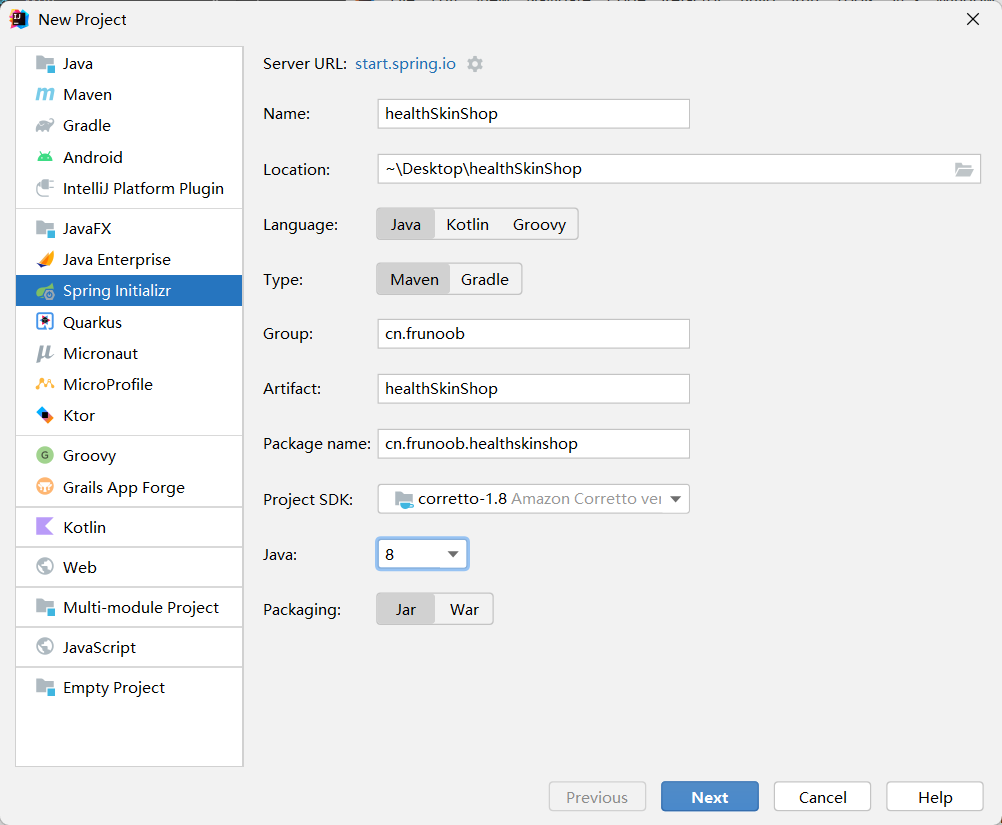 New Project
Java
Maven
Gradle
Android
IntelliJ Platform Plugin
JavaFX
Java Enterprise
Spring Initializr
Quarkus
Micronaut
MicroProfile
Ktor
Groovy
Grails App Forge
Kotlin
Web
Multi-module Project
JavaScript
Empty Project
Server URL: start.spring.io
Name: healthSkinShop
Location: ~\Desktop\healthSkinShop
Language: Java Kotlin Groovy
Type: Maven Gradle
Group: cn.frunoob
Artifact: healthSkinShop
Package name: cn.frunoob.healthskinshop
Project SDK: corretto-1.8 Amazon Corretto ver
Java: 8
Packaging: Jar War
Previous Next Cancel Help